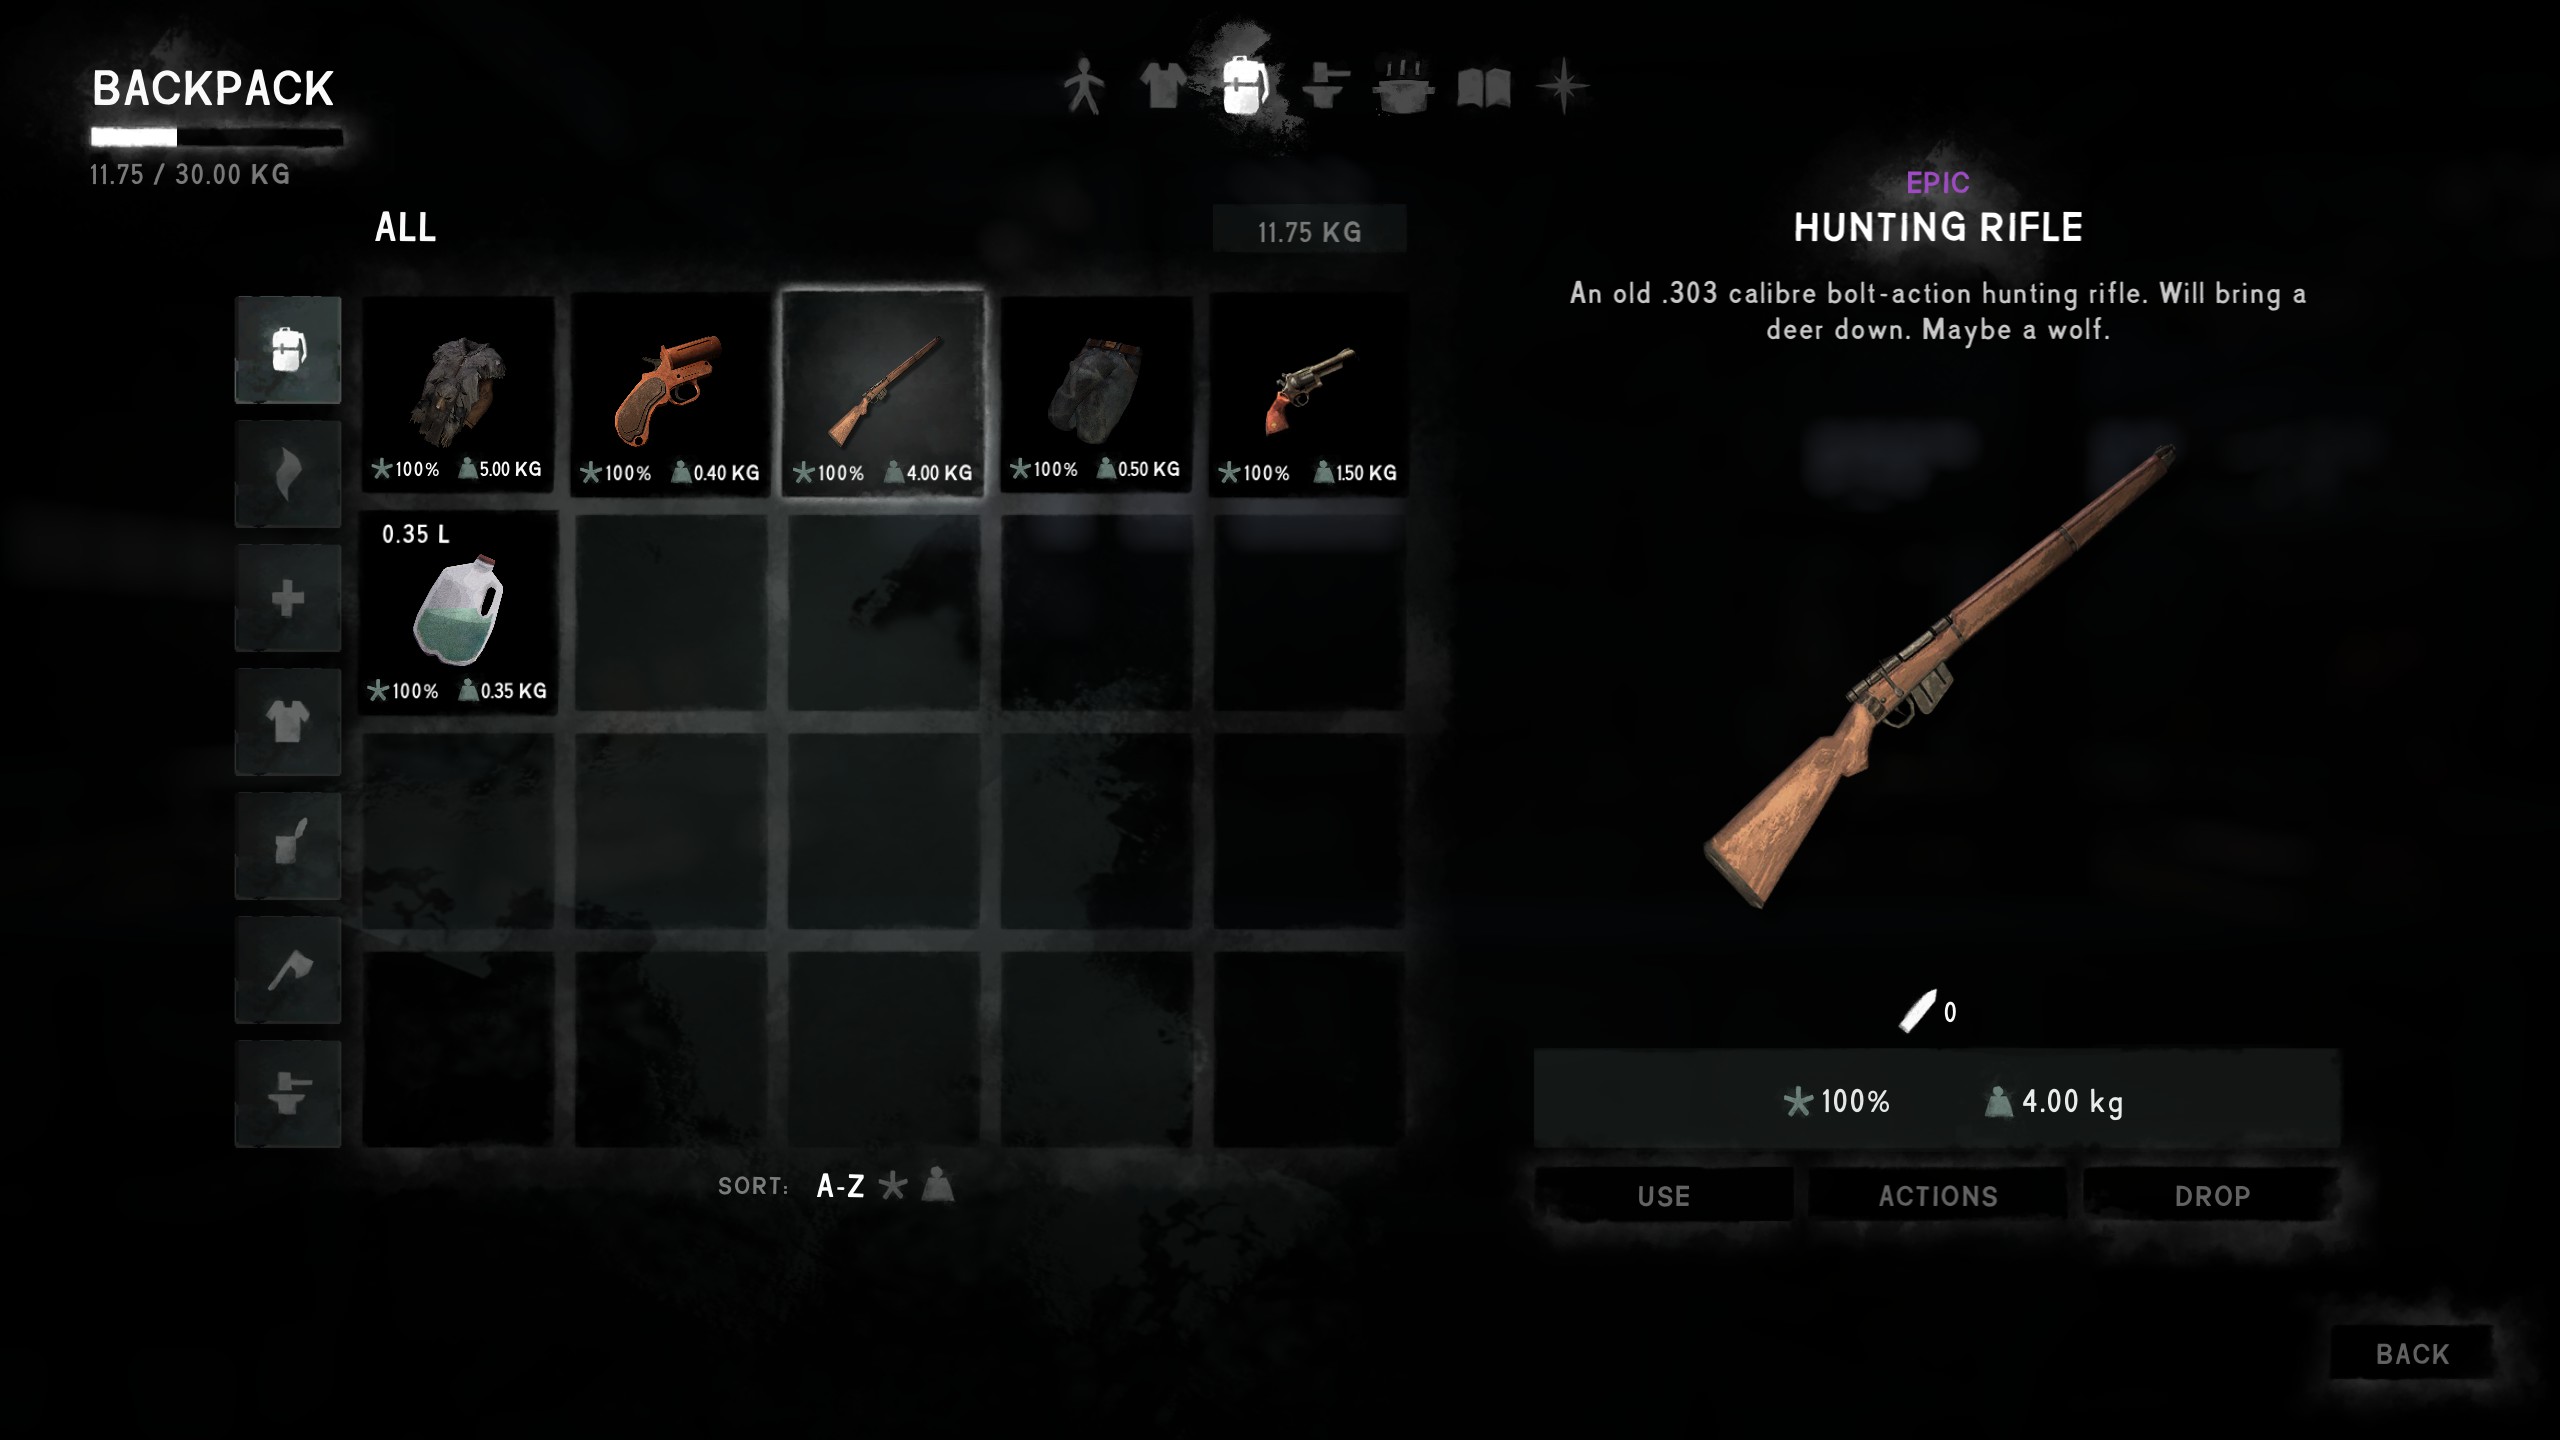 BACKPACK
11.75 / 30.00 KG
ALL
11.75 KG
EPIC
HUNTING RIFLE
An old .303 calibre bolt-action hunting rifle. Will bring a
deer down. Maybe a wolf.
100% 5.00 KG
100% 0.40 KG
100% 4.00 KG
100% 0.50 KG
100% 1.50 KG
0.35 L
100% 0.35 KG
0
100% 4.00 kg
SORT: A-Z
USE
ACTIONS
DROP
BACK